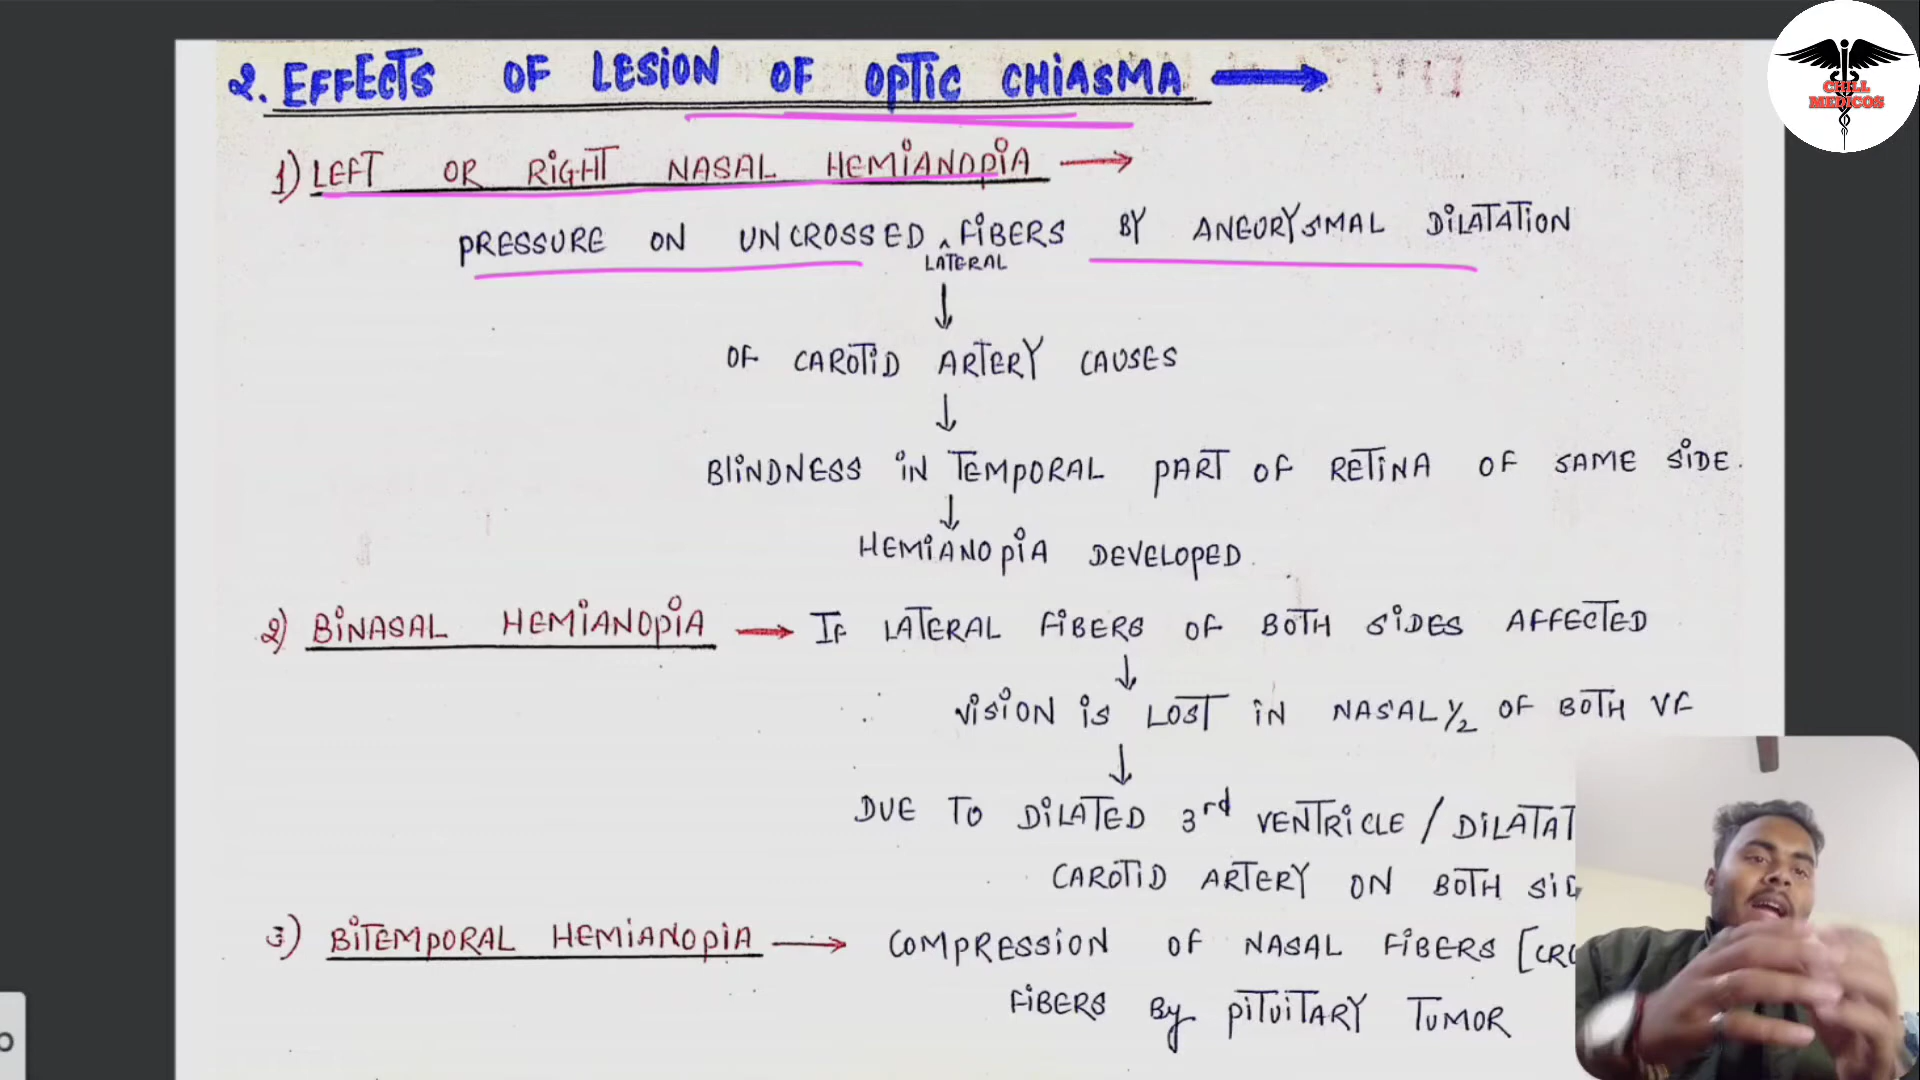 CHILL
MEDICOS
2. EFFECTS OF LESION OF OPTIC CHIASMA →
1) LEFT OR RIGHT NASAL HEMIANOPIA →
PRESSURE ON UNCROSSED ^ FIBERS BY ANEURYSMAL DILATATION
LATERAL
↓
OF CAROTID ARTERY CAUSES
↓
BLINDNESS IN TEMPORAL PART OF RETINA OF SAME SIDE.
↓
HEMIANOPIA DEVELOPED.
2) BINASAL HEMIANOPIA → IF LATERAL FIBERS OF BOTH SIDES AFFECTED
↓
VISION IS LOST IN NASAL 1/2 OF BOTH VF
↓
DUE TO DILATED 3rd VENTRICLE / DILATAT
CAROTID ARTERY ON BOTH SID
3) BITEMPORAL HEMIANOPIA → COMPRESSION OF NASAL FIBERS [CRO
FIBERS By PITUITARY TUMOR